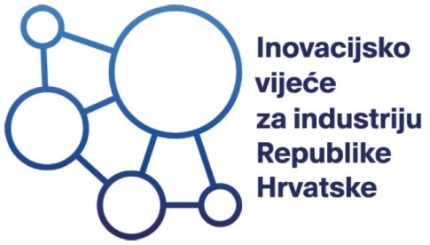 Inovacijsko
vijeće
za industriju
Republike
Hrvatske